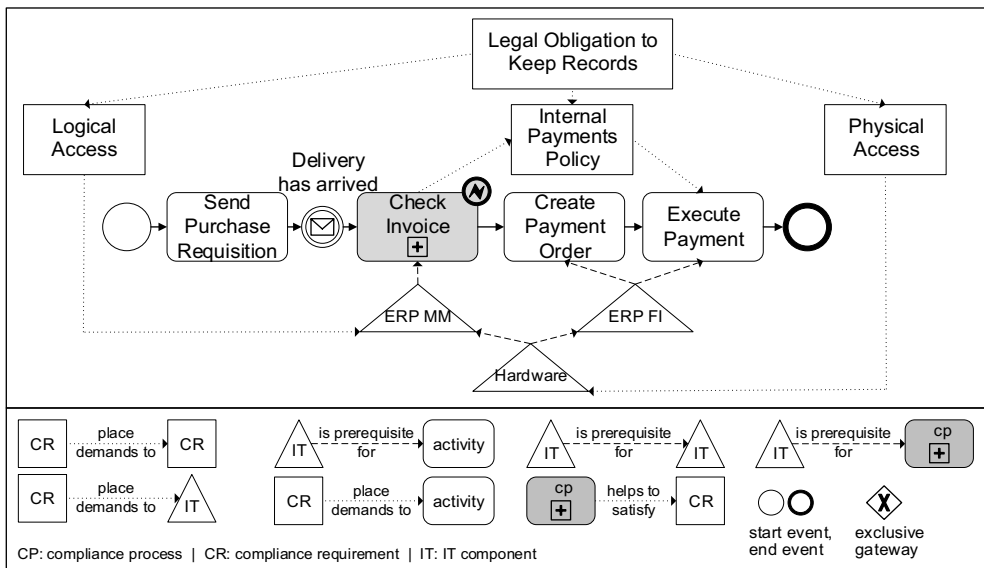 Legal Obligation to
Keep Records
Logical
Access
Internal
Payments
Policy
Physical
Access
Delivery
has arrived
Send
Purchase
Requisition
Check
Invoice
Create
Payment
Order
Execute
Payment
ERP MM
ERP FI
Hardware
CR
place
demands to
CR
IT
is prerequisite
for
activity
IT
is prerequisite
for
IT
IT
is prerequisite
for
cp
CR
place
demands to
IT
CR
place
demands to
activity
cp
helps to
satisfy
CR
start event,
end event
X
exclusive
gateway
CP: compliance process | CR: compliance requirement | IT: IT component